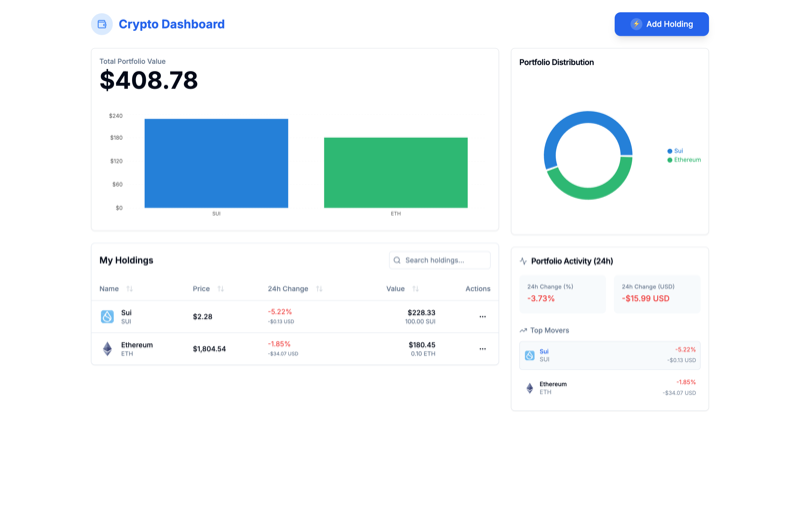 Crypto Dashboard
Add Holding
Total Portfolio Value
$408.78
$240
$180
$120
$60
$0
SUI
ETH
Portfolio Distribution
Sui
Ethereum
My Holdings
Search holdings...
Name Price 24h Change Value Actions
Sui
SUI
$2.28
-5.22%
-$0.13 USD
$228.33
100.00 SUI
Ethereum
ETH
$1,804.54
-1.85%
-$34.07 USD
$180.45
0.10 ETH
Portfolio Activity (24h)
24h Change (%)
-3.73%
24h Change (USD)
-$15.99 USD
Top Movers
Sui
SUI
-5.22%
-$0.13 USD
Ethereum
ETH
-1.85%
-$34.07 USD